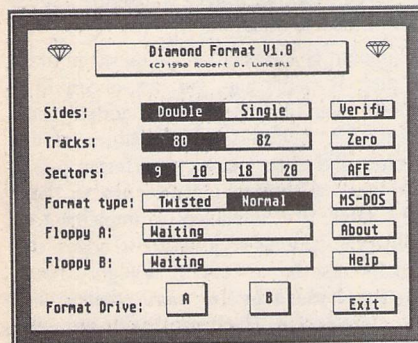 Diamond Format V1.0
(C)1990 Robert D. Luneski
Sides: Double Single Verify
Tracks: 80 82 Zero
Sectors: 9 10 18 20 AFE
Format type: Twisted Normal MS-DOS
Floppy A: Waiting About
Floppy B: Waiting Help
Format Drive: A B Exit